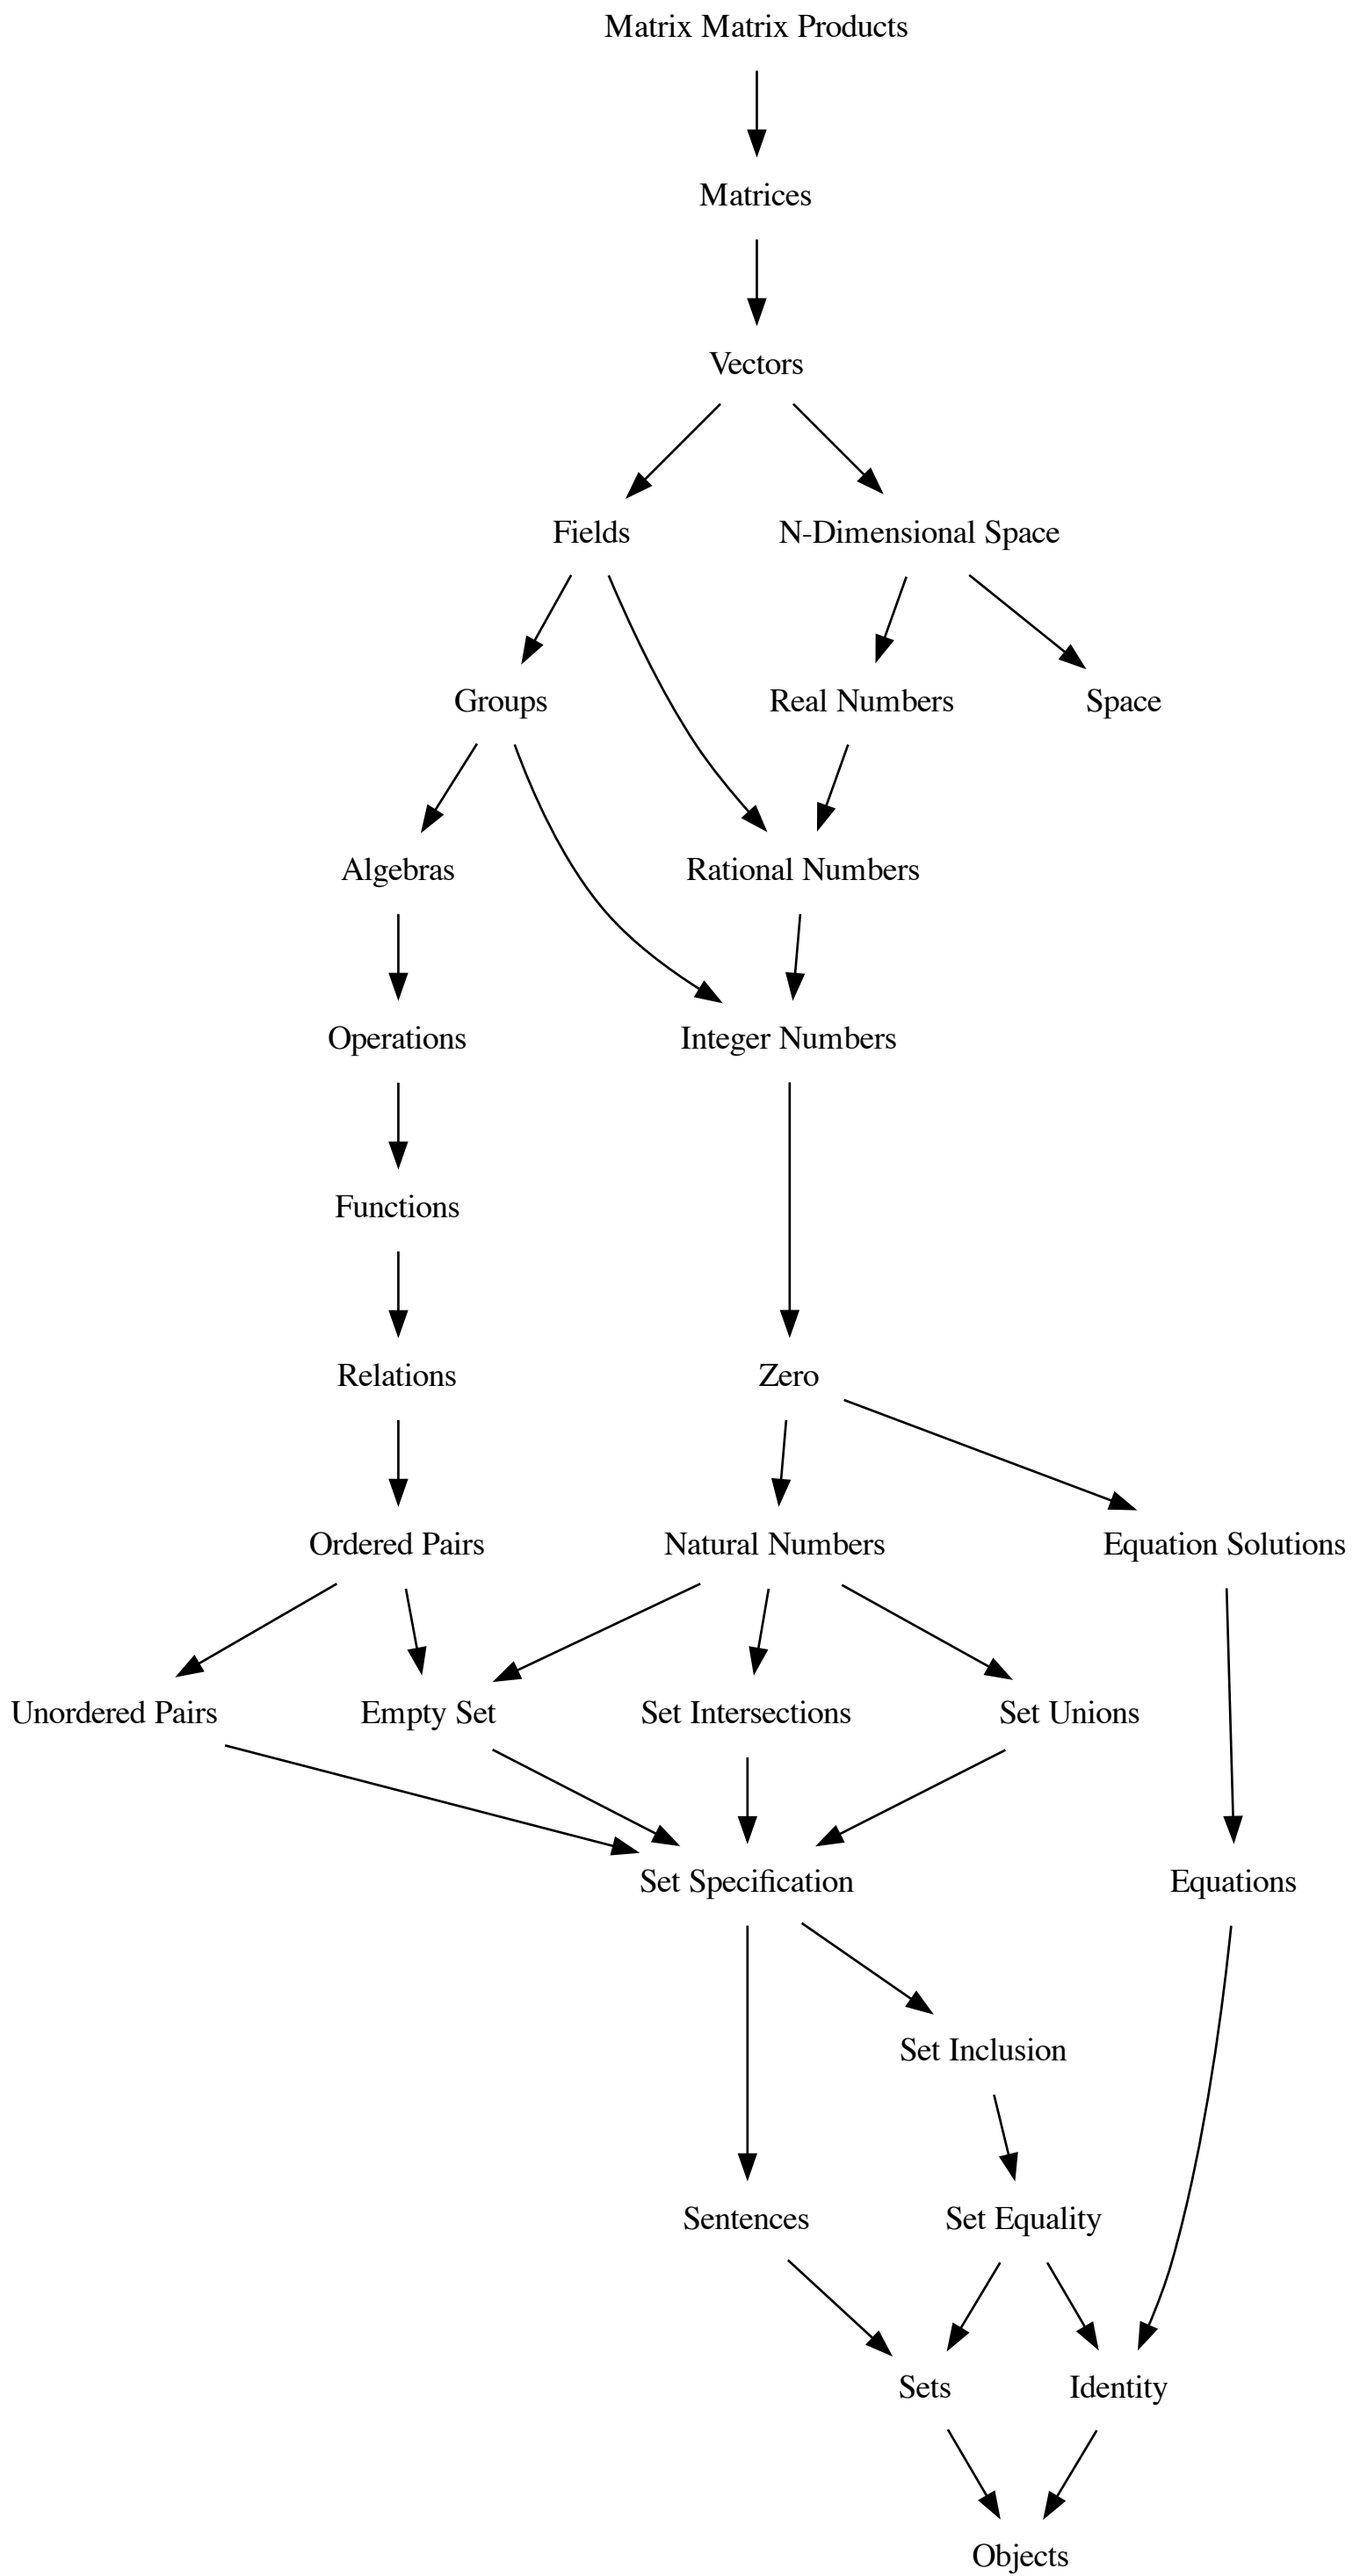 Matrix Matrix Products
Matrices
Vectors
Fields
N-Dimensional Space
Groups
Real Numbers
Space
Algebras
Rational Numbers
Operations
Integer Numbers
Functions
Relations
Zero
Ordered Pairs
Natural Numbers
Equation Solutions
Unordered Pairs
Empty Set
Set Intersections
Set Unions
Set Specification
Equations
Set Inclusion
Sentences
Set Equality
Sets
Identity
Objects